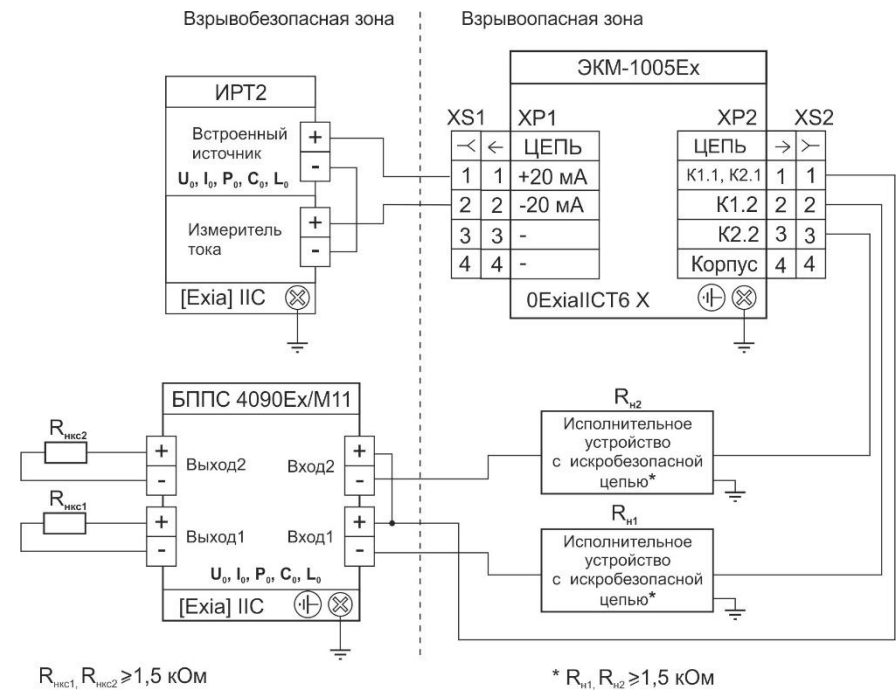 Взрывобезопасная зона
Взрывоопасная зона
ИРТ2
Встроенный
источник
U₀, I₀, P₀, C₀, L₀
+
-
Измеритель
тока
+
-
[Exia] IIC
ЭКМ-1005Ех
XS1 XP1
ЦЕПЬ
1 1 +20 мА
2 2 -20 мА
3 3 -
4 4 -
XP2 XS2
ЦЕПЬ
К1.1, К2.1 1 1
К1.2 2 2
К2.2 3 3
Корпус 4 4
0ExiaIICT6 X
БППС 4090Ех/М11
Rнкс2
+
-
Выход2
Вход2
+
-
Rнкс1
+
-
Выход1
Вход1
+
-
U₀, I₀, P₀, C₀, L₀
[Exia] IIC
Rн2
Исполнительное
устройство
с искробезопасной
цепью*
Rн1
Исполнительное
устройство
с искробезопасной
цепью*
Rнкс1, Rнкс2 ⩾1,5 кОм
* Rн1, Rн2 ⩾1,5 кОм